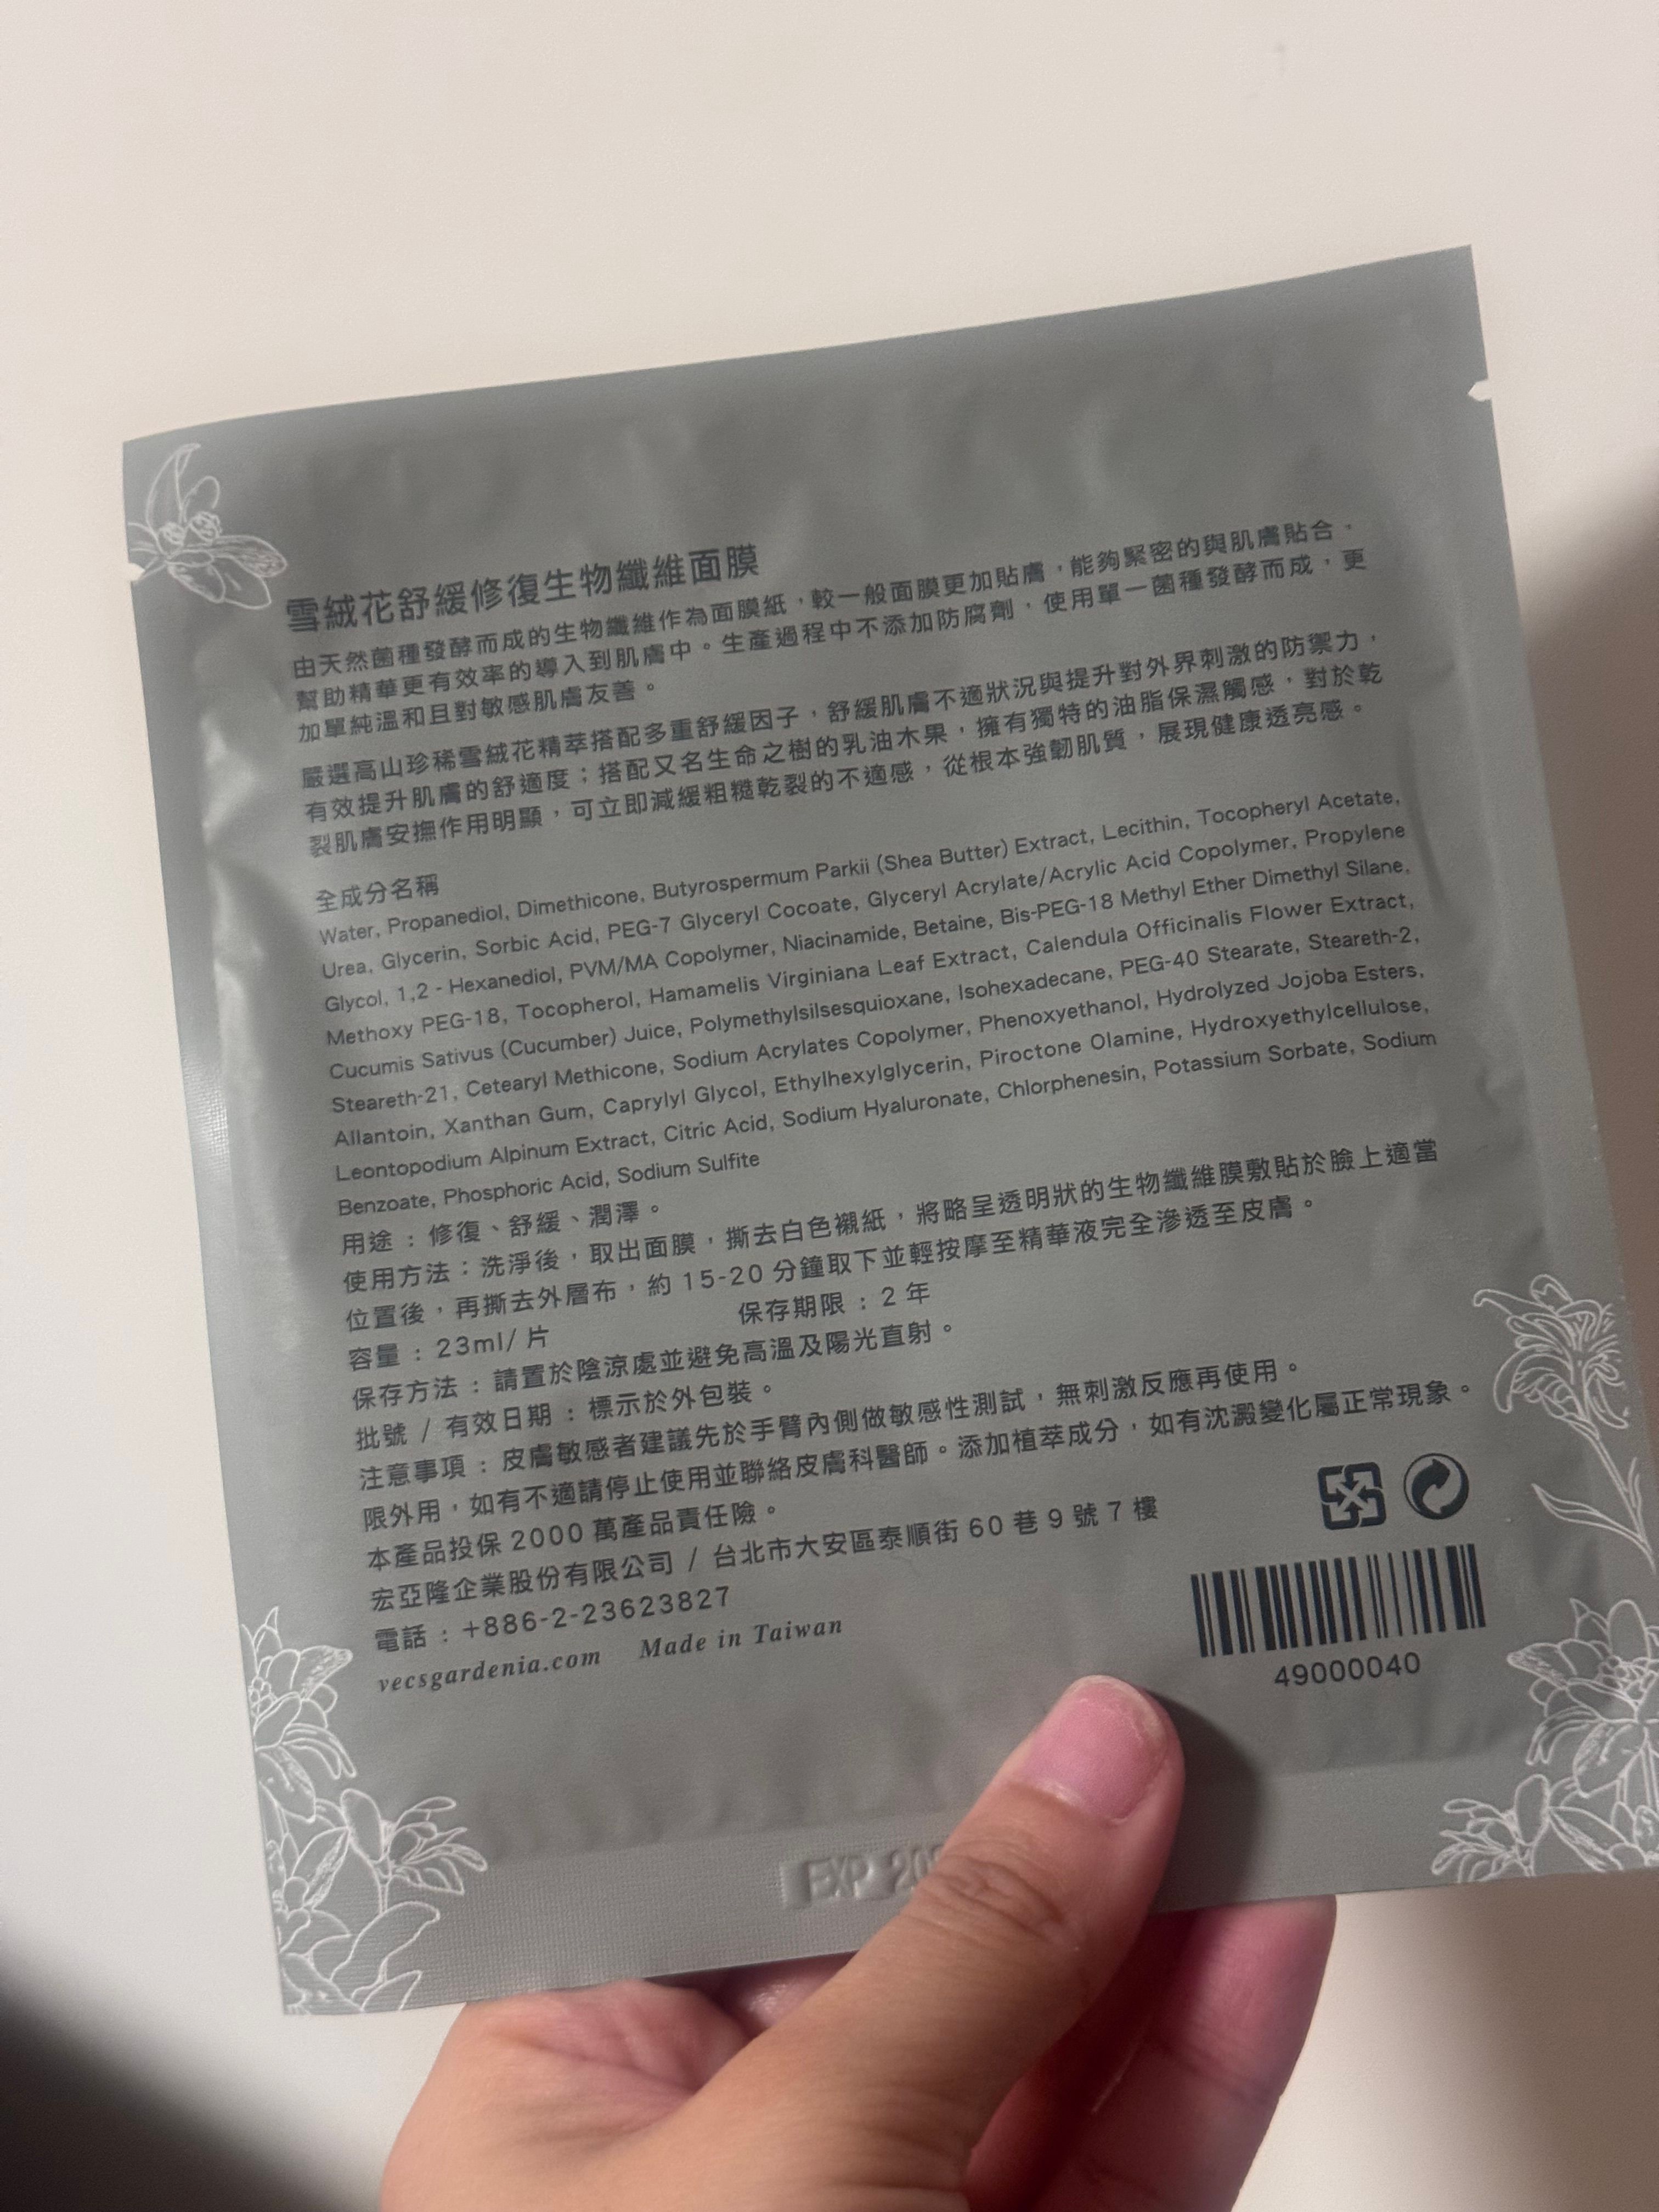 雪絨花舒緩修復生物纖維面膜
由天然菌種發酵而成的生物纖維作為面膜紙，較一般面膜更加貼膚，能夠緊密的與肌膚貼合，
幫助精華更有效率的導入到肌膚中。生產過程中不添加防腐劑，使用單一菌種發酵而成，更
加單純溫和且對敏感肌膚友善。
嚴選高山珍稀雪絨花精萃搭配多重舒緩因子，舒緩肌膚不適狀況與提升對外界刺激的防禦力，
有效提升肌膚的舒適度；搭配又名生命之樹的乳油木果，擁有獨特的油脂保濕觸感，對於乾
裂肌膚安撫作用明顯，可立即減緩粗糙乾裂的不適感，從根本強韌肌質，展現健康透亮感。
全成分名稱
Water, Propanediol, Dimethicone, Butyrospermum Parkii (Shea Butter) Extract, Lecithin, Tocopheryl Acetate,
Urea, Glycerin, Sorbic Acid, PEG-7 Glyceryl Cocoate, Glyceryl Acrylate/Acrylic Acid Copolymer, Propylene
Glycol, 1,2 - Hexanediol, PVM/MA Copolymer, Niacinamide, Betaine, Bis-PEG-18 Methyl Ether Dimethyl Silane,
Methoxy PEG-18, Tocopherol, Hamamelis Virginiana Leaf Extract, Calendula Officinalis Flower Extract,
Cucumis Sativus (Cucumber) Juice, Polymethylsilsesquioxane, Isohexadecane, PEG-40 Stearate, Steareth-2,
Steareth-21, Cetearyl Methicone, Sodium Acrylates Copolymer, Phenoxyethanol, Hydrolyzed Jojoba Esters,
Allantoin, Xanthan Gum, Caprylyl Glycol, Ethylhexylglycerin, Piroctone Olamine, Hydroxyethylcellulose,
Leontopodium Alpinum Extract, Citric Acid, Sodium Hyaluronate, Chlorphenesin, Potassium Sorbate, Sodium
Benzoate, Phosphoric Acid, Sodium Sulfite
用途：修復、舒緩、潤澤。
使用方法：洗淨後，取出面膜，撕去白色襯紙，將略呈透明狀的生物纖維膜敷貼於臉上適當
位置後，再撕去外層布，約 15-20 分鐘取下並輕按摩至精華液完全滲透至皮膚。
容量：23ml/ 片 保存期限：2 年
保存方法：請置於陰涼處並避免高溫及陽光直射。
批號 / 有效日期：標示於外包裝。
注意事項：皮膚敏感者建議先於手臂內側做敏感性測試，無刺激反應再使用。
限外用，如有不適請停止使用並聯絡皮膚科醫師。添加植萃成分，如有沈澱變化屬正常現象。
本產品投保 2000 萬產品責任險。
宏亞隆企業股份有限公司 / 台北市大安區泰順街 60 巷 9 號 7 樓
電話：+886-2-23623827
vecsgardenia.com Made in Taiwan
49000040
EXP